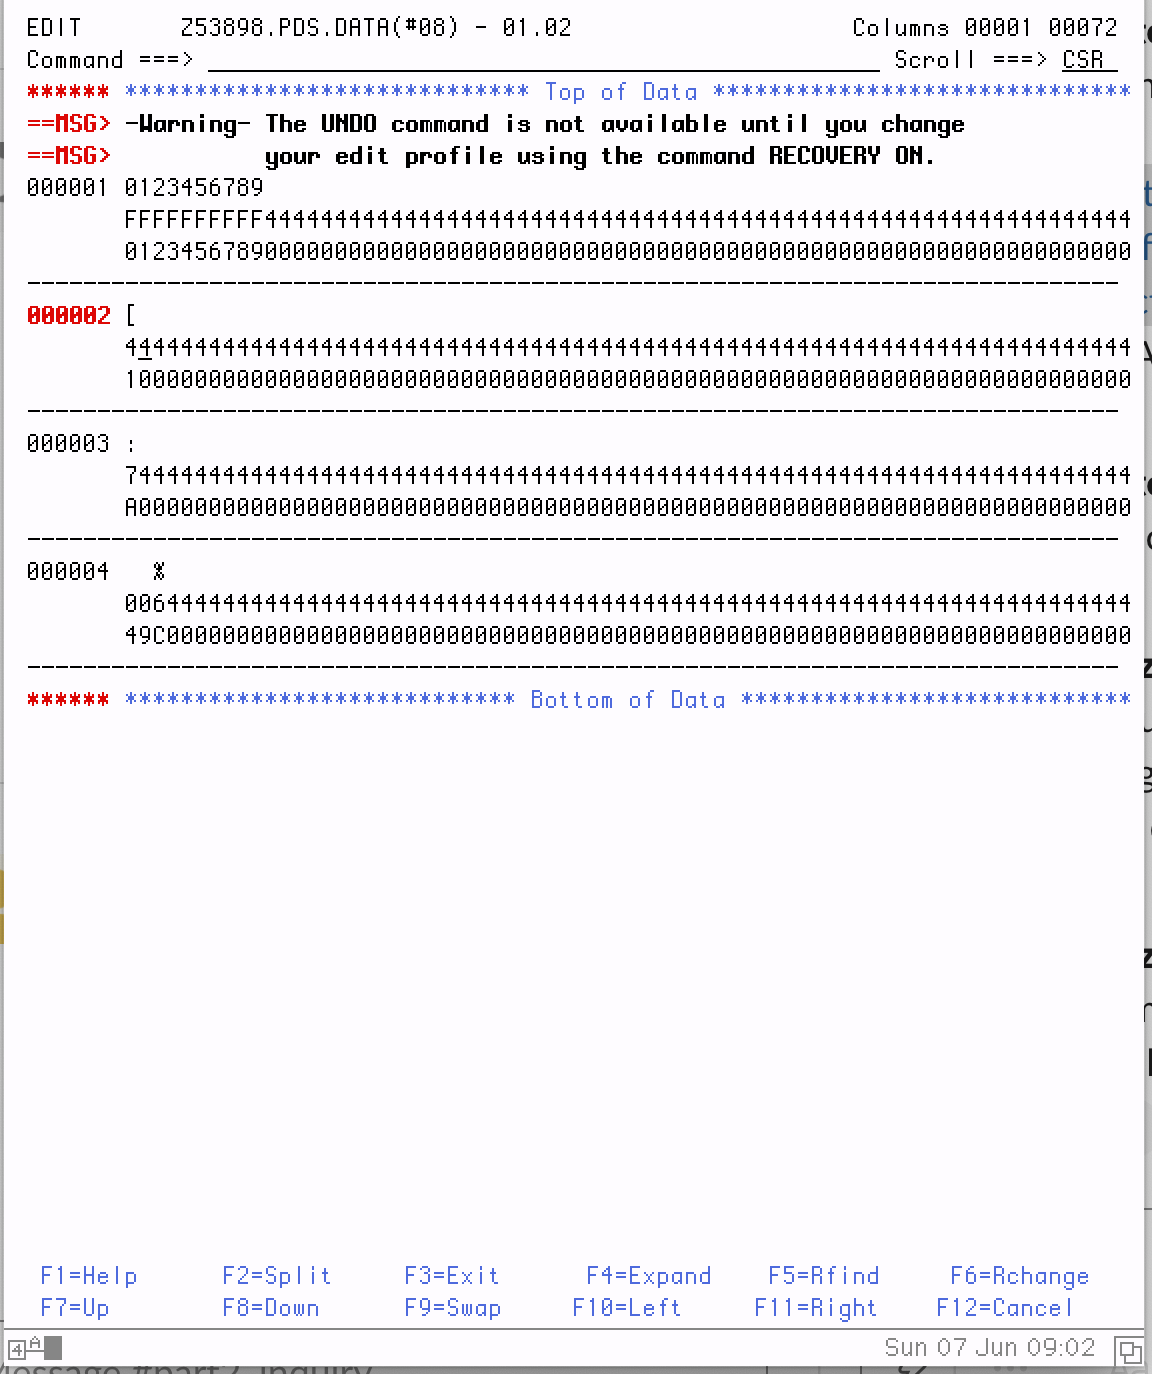 EDIT       Z53898.PDS.DATA(#08) - 01.02                    Columns 00001 00072
Command ===>                                                  Scroll ===> CSR
****** ***************************** Top of Data ******************************
==MSG> -Warning- The UNDO command is not available until you change
==MSG>           your edit profile using the command RECOVERY ON.
000001 0123456789
       FFFFFFFFFF44444444444444444444444444444444444444444444444444444444444444
       012345678900000000000000000000000000000000000000000000000000000000000000
------------------------------------------------------------------------------
000002 [
       444444444444444444444444444444444444444444444444444444444444444444444444
       100000000000000000000000000000000000000000000000000000000000000000000000
------------------------------------------------------------------------------
000003 :
       744444444444444444444444444444444444444444444444444444444444444444444444
       A00000000000000000000000000000000000000000000000000000000000000000000000
------------------------------------------------------------------------------
000004   %
       006444444444444444444444444444444444444444444444444444444444444444444444
       49C000000000000000000000000000000000000000000000000000000000000000000000
------------------------------------------------------------------------------
****** **************************** Bottom of Data ****************************
F1=Help      F2=Split     F3=Exit      F4=Expand    F5=Rfind     F6=Rchange
F7=Up        F8=Down      F9=Swap     F10=Left     F11=Right    F12=Cancel
4A Sun 07 Jun 09:02